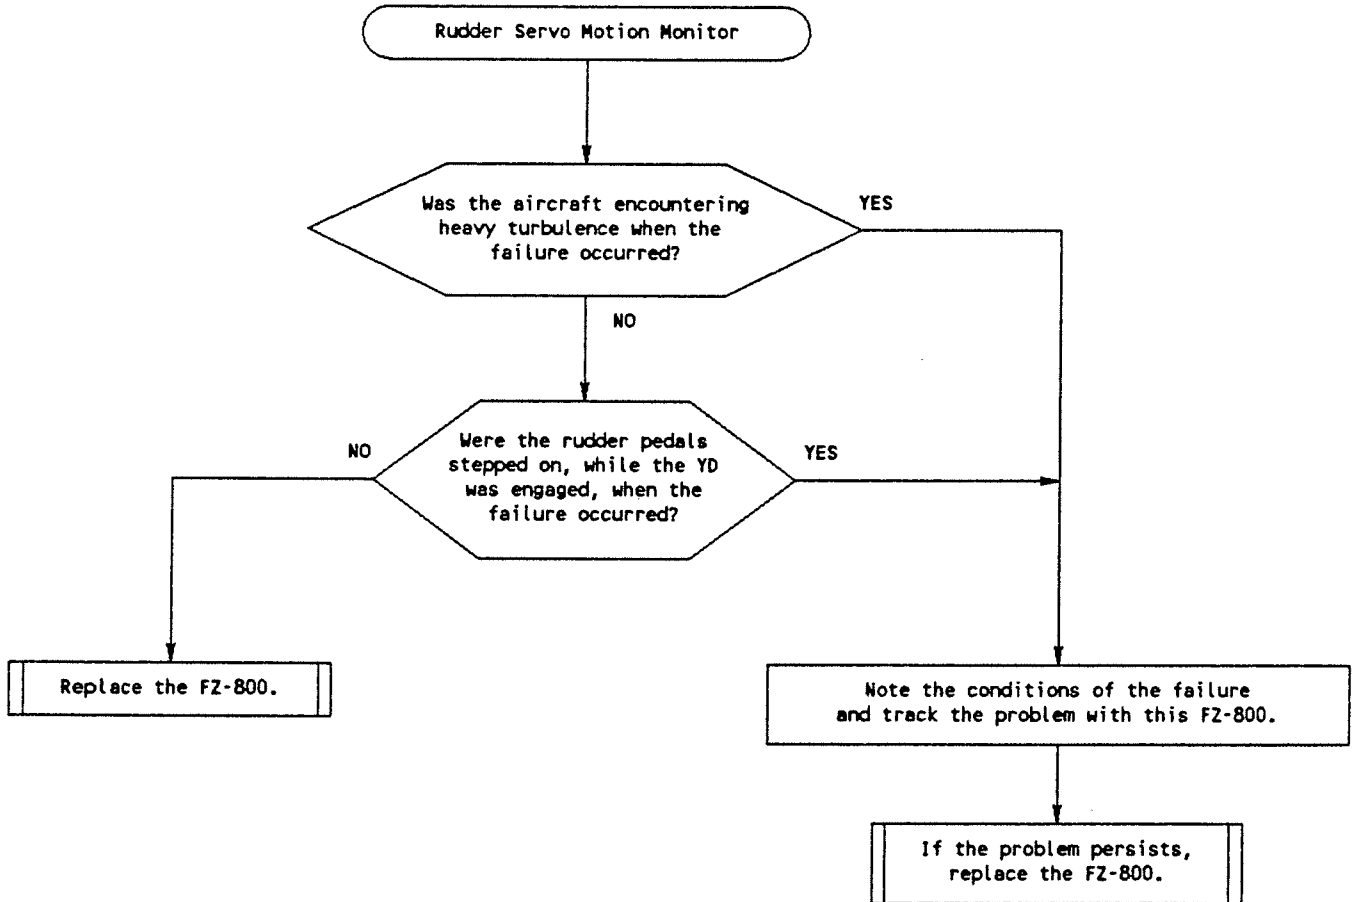 Rudder Servo Motion Monitor
Was the aircraft encountering
heavy turbulence when the
failure occurred?
YES
NO
Were the rudder pedals
stepped on, while the YD
was engaged, when the
failure occurred?
NO
YES
Replace the FZ-800.
Note the conditions of the failure
and track the problem with this FZ-800.
If the problem persists,
replace the FZ-800.